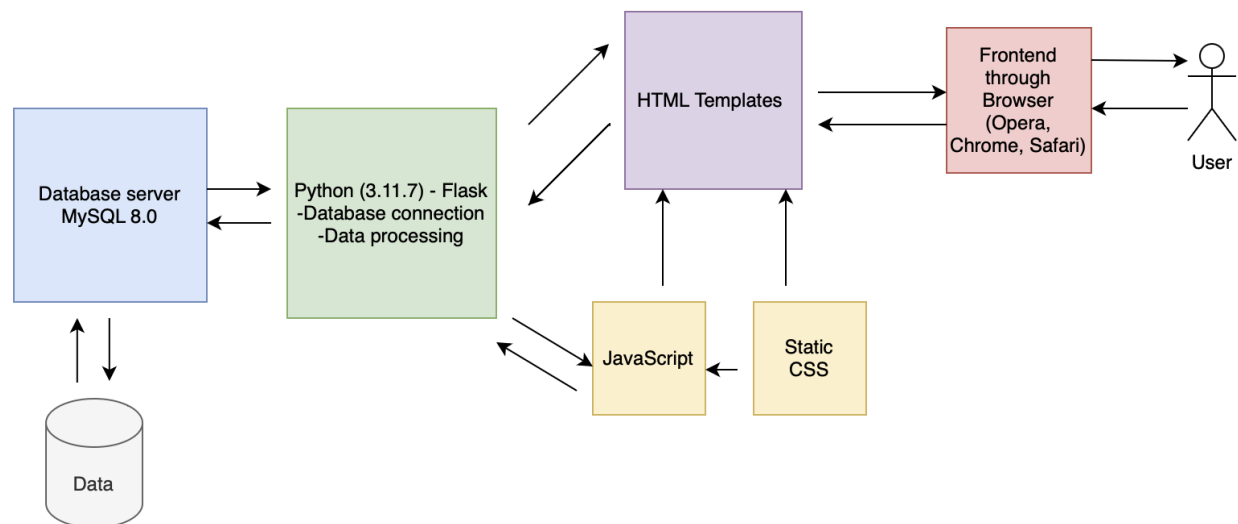 Database server
MySQL 8.0
Data
Python (3.11.7) - Flask
-Database connection
-Data processing
HTML Templates
JavaScript
Static
CSS
Frontend
through
Browser
(Opera,
Chrome, Safari)
User